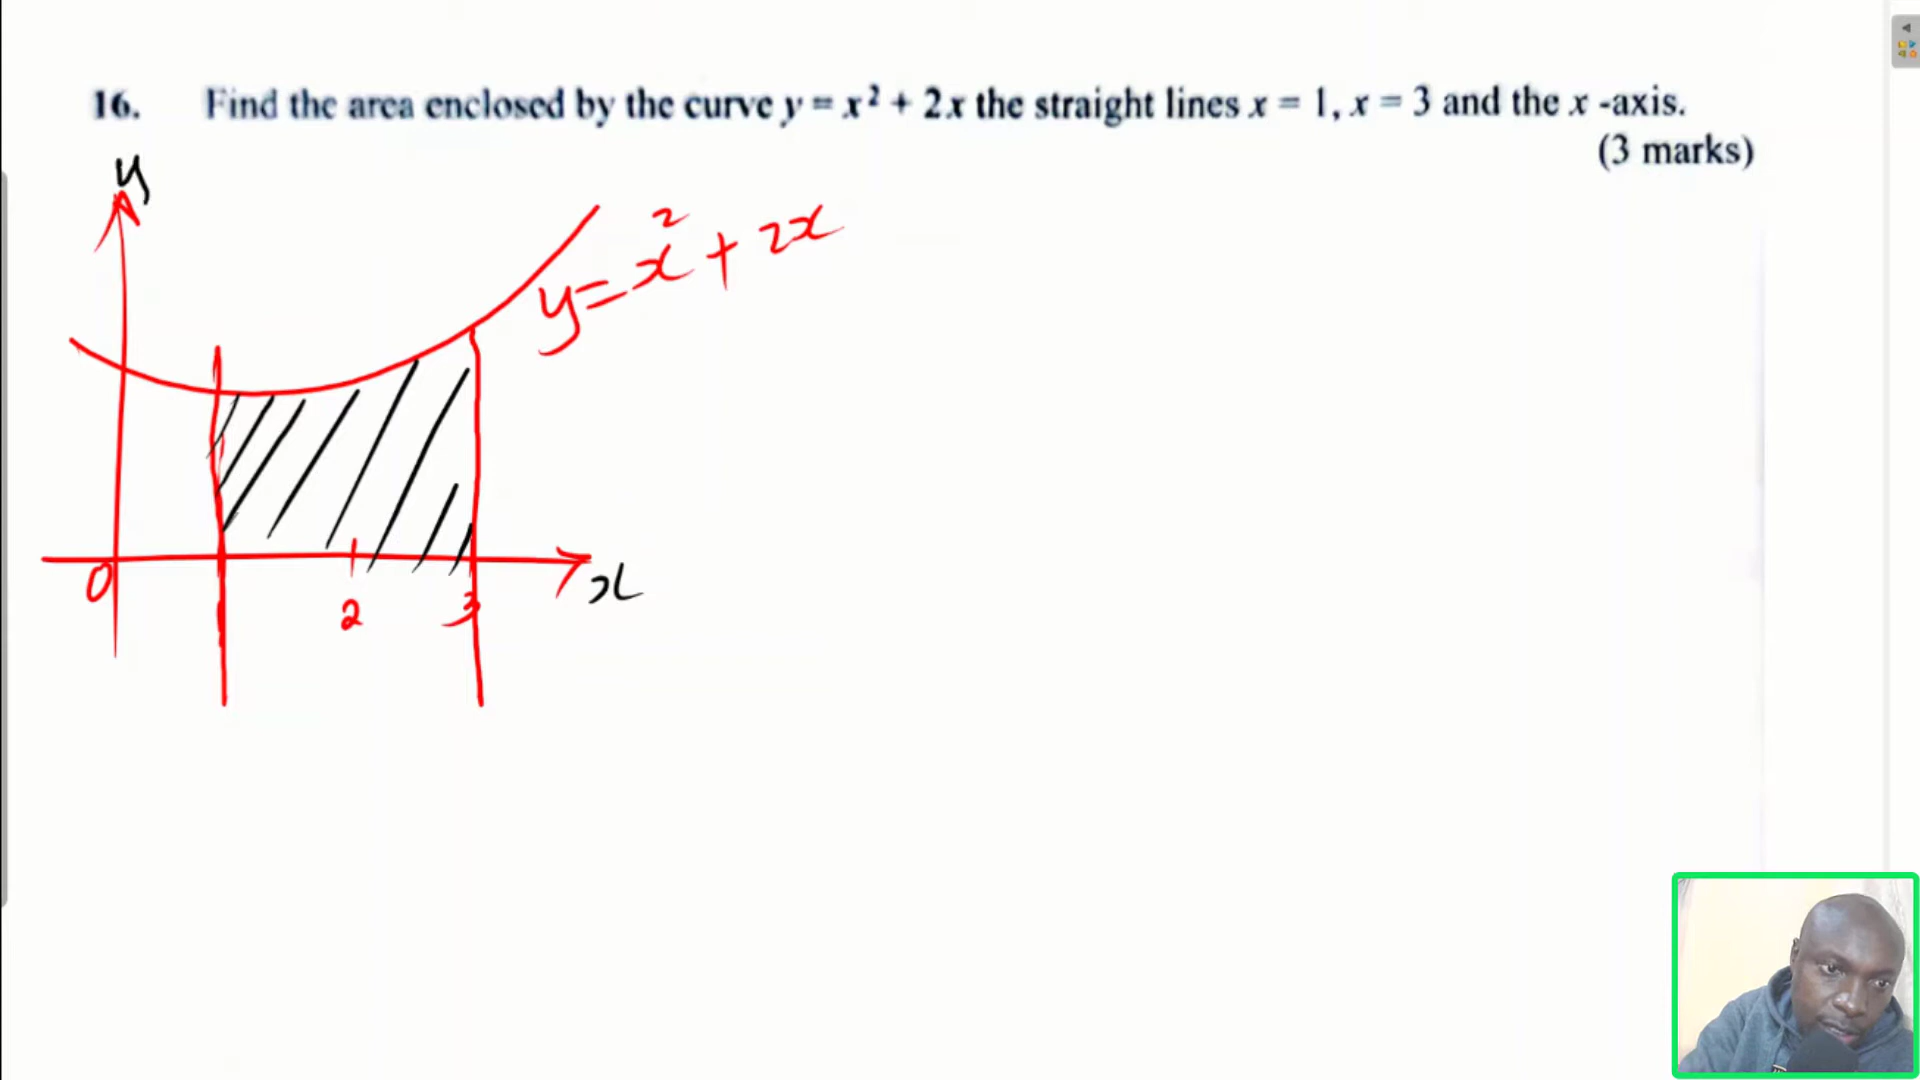 16. Find the area enclosed by the curve y = x² + 2x the straight lines x = 1, x = 3 and the x -axis.
(3 marks)
y
y = x² + 2x
0
2
3
x